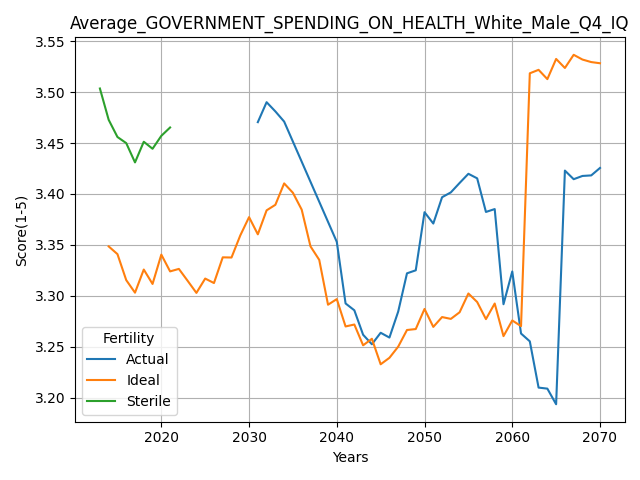 Average_GOVERNMENT_SPENDING_ON_HEALTH_White_Male_Q4_IQ
3.55
3.50
3.45
3.40
3.35
3.30
3.25
3.20
Score(1-5)
Fertility
Actual
Ideal
Sterile
2020 2030 2040 2050 2060 2070
Years